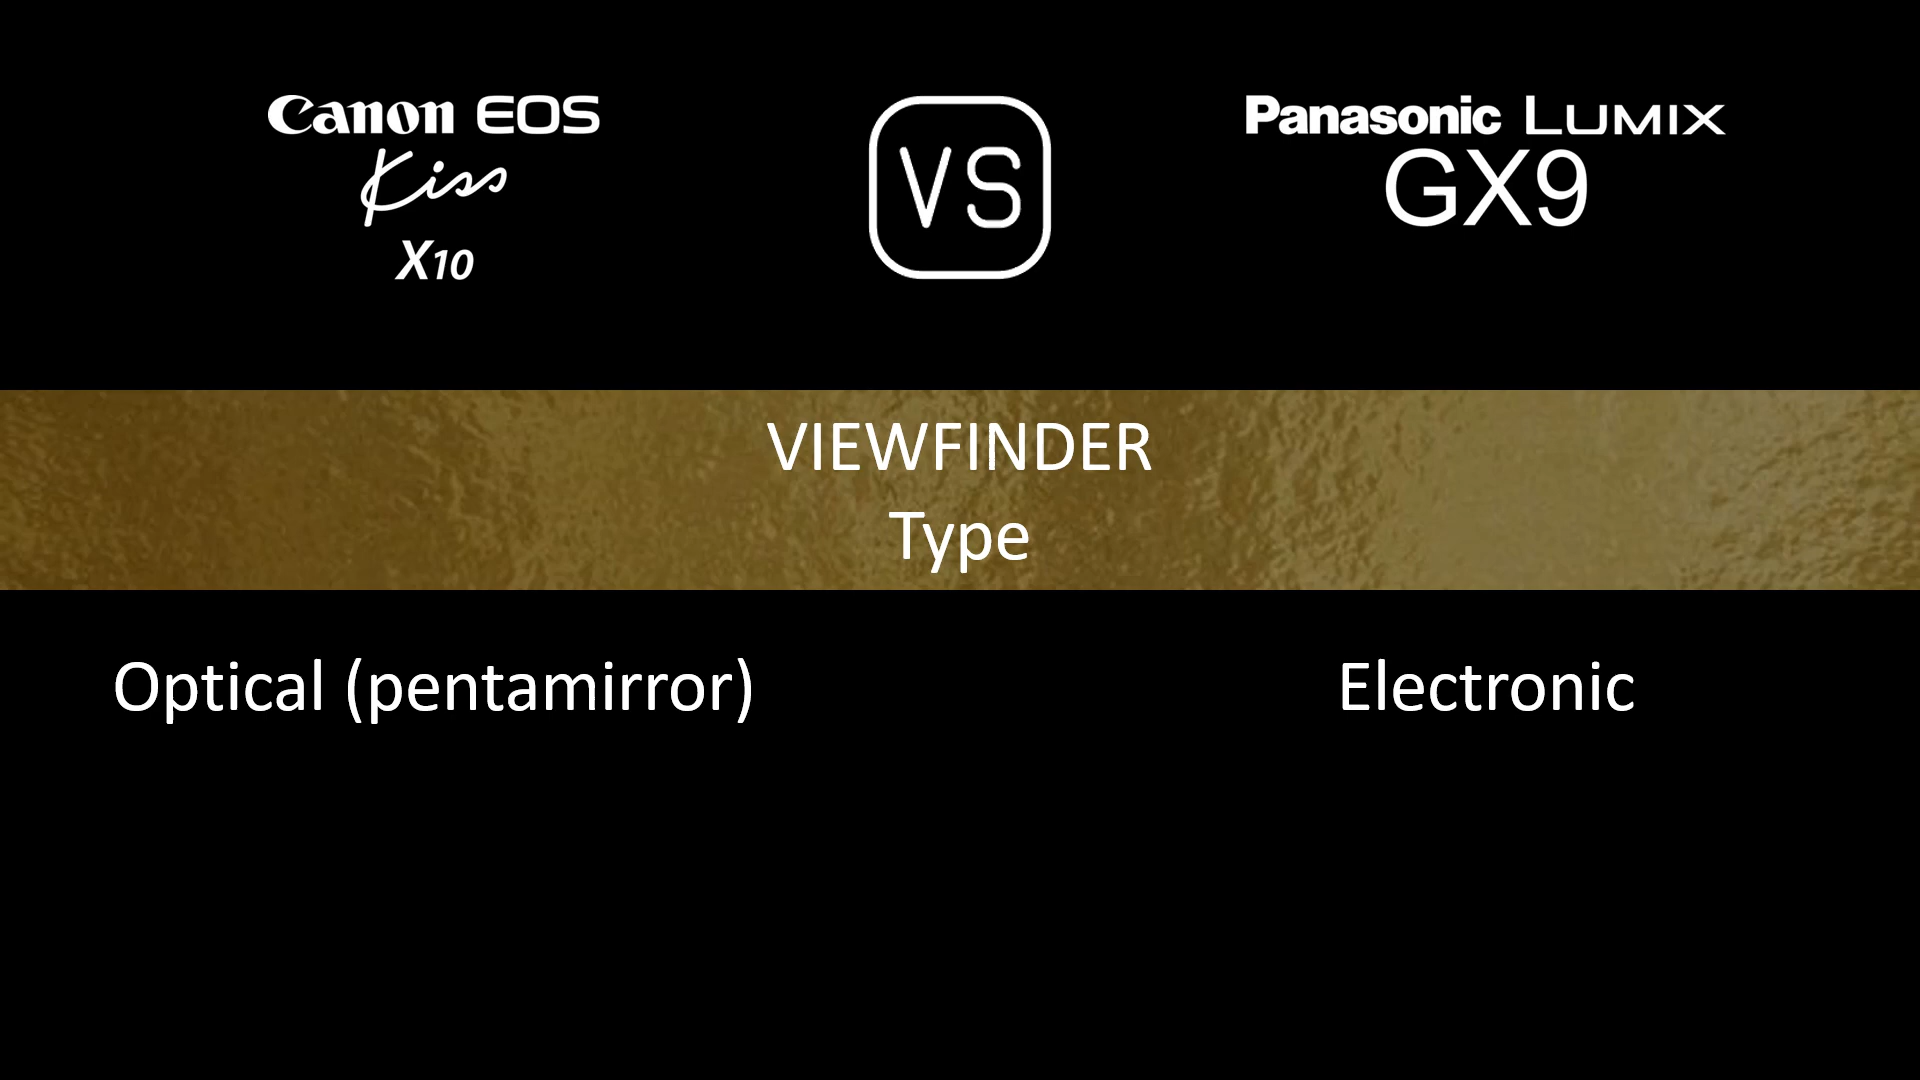 Canon EOS
Kiss
X10
VS
Panasonic LUMIX
GX9
VIEWFINDER
Type
Optical (pentamirror)
Electronic